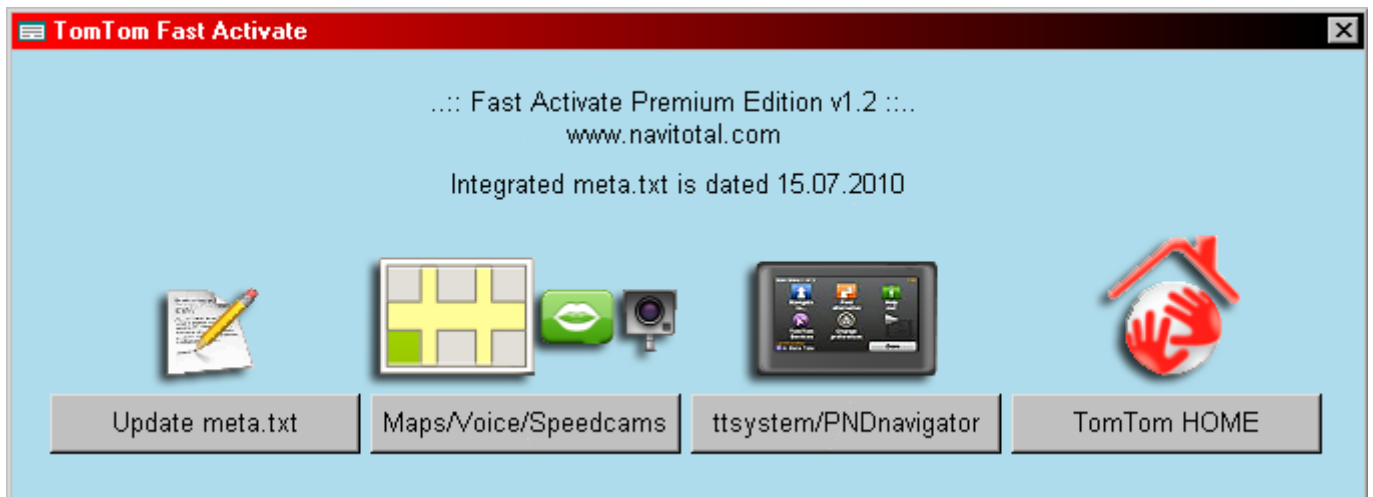 TomTom Fast Activate
..:: Fast Activate Premium Edition v1.2 ::..
www.navitotal.com
Integrated meta.txt is dated 15.07.2010
Update meta.txt
Maps/Voice/Speedcams
ttsystem/PNDnavigator
TomTom HOME